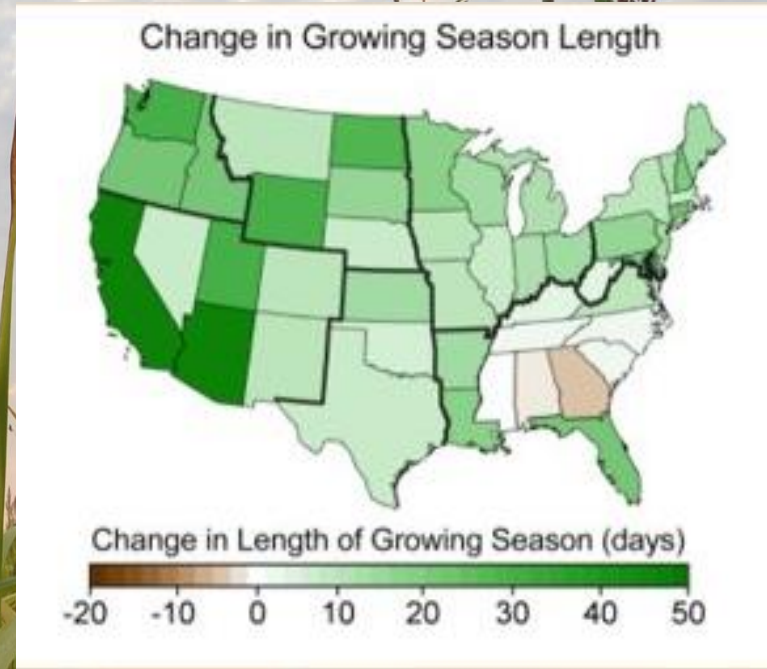 Change in Growing Season Length
Change in Length of Growing Season (days)
-20 -10 0 10 20 30 40 50